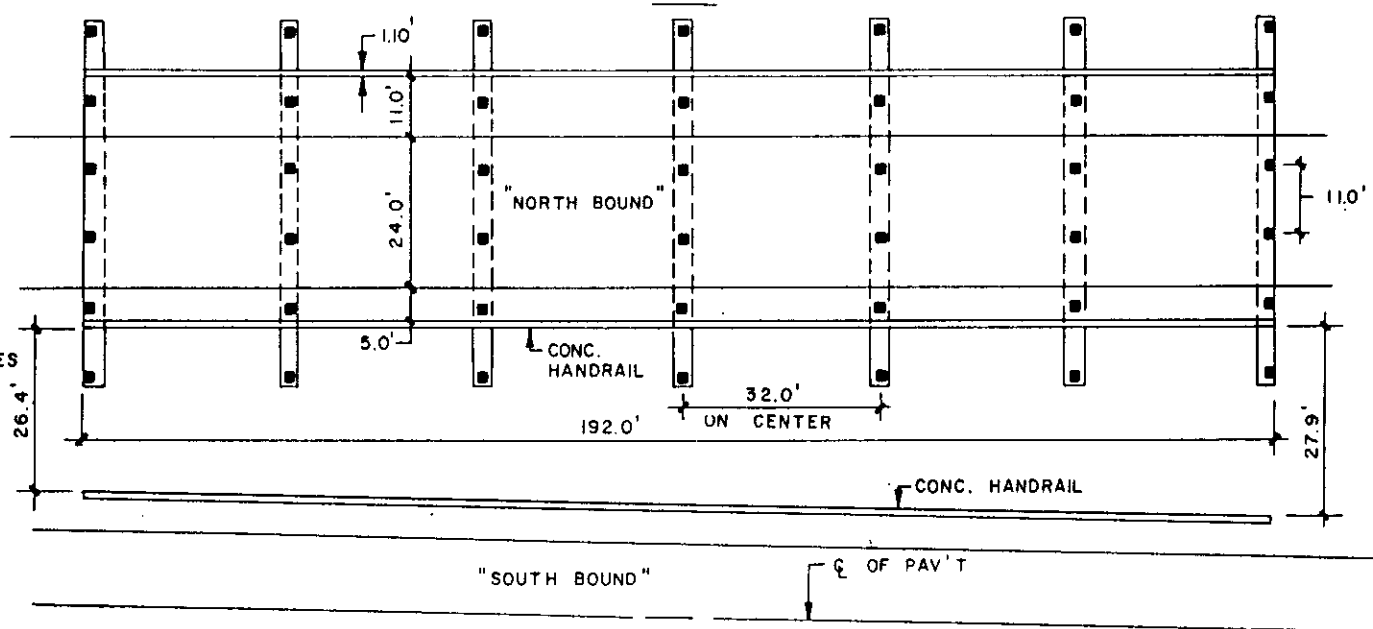 1.10'
11.0'
"NORTH BOUND"
11.0'
24.0'
5.0'
CONC.
HANDRAIL
ES
26.4'
32.0'
ON CENTER
192.0'
27.9'
CONC. HANDRAIL
"SOUTH BOUND"
℄ OF PAV'T